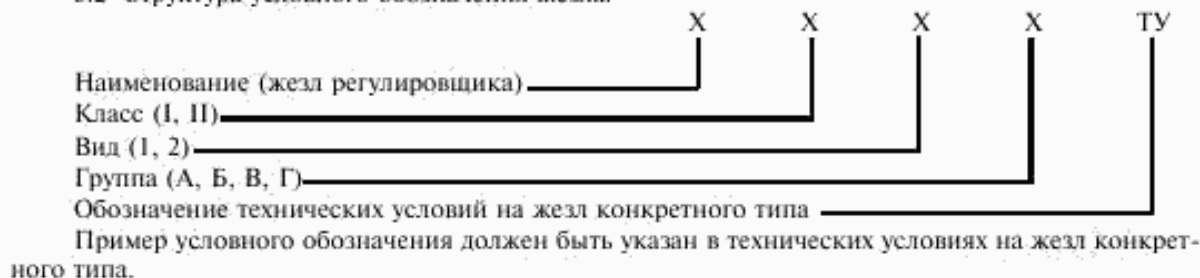 Х Х Х Х ТУ
Наименование (жезл регулировщика)
Класс (I, II)
Вид (1, 2)
Группа (А, Б, В, Г)
Обозначение технических условий на жезл конкретного типа
Пример условного обозначения должен быть указан в технических условиях на жезл конкрет-
ного типа.